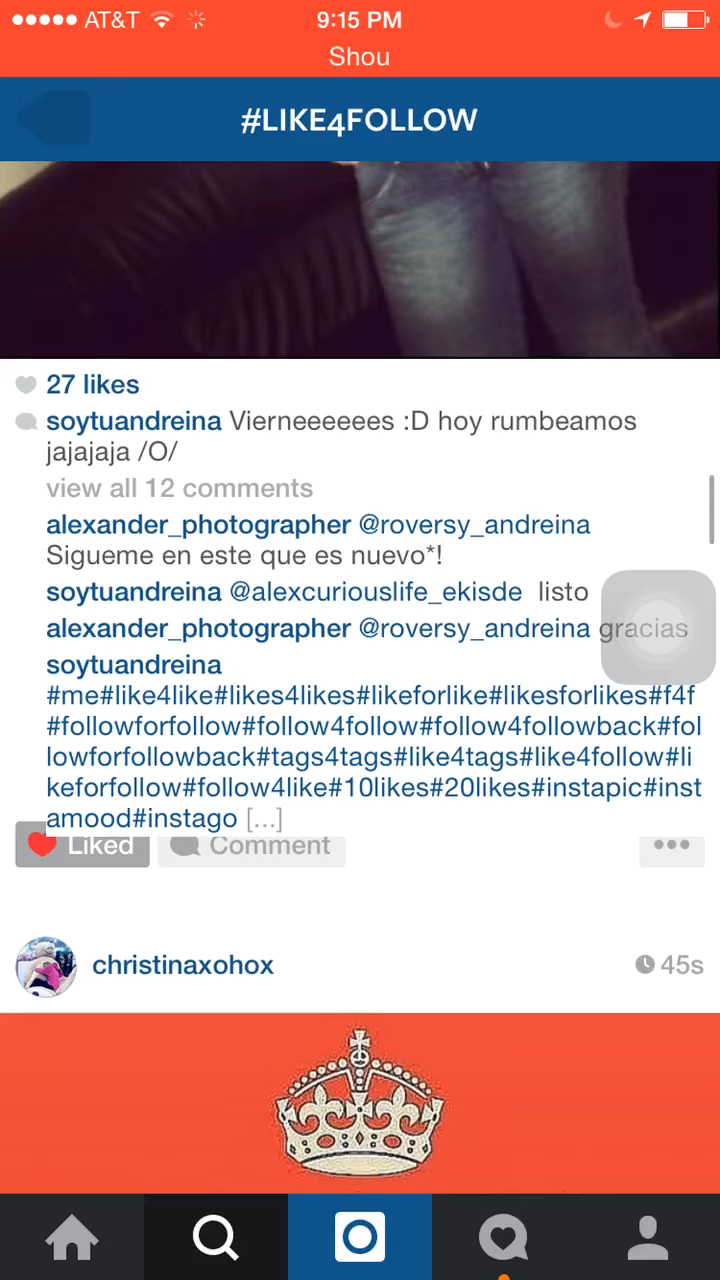 AT&T 9:15 PM
Shou
#LIKE4FOLLOW
27 likes
soytuandreina Vierneeeeees :D hoy rumbeamos
jajajaja /O/
view all 12 comments
alexander_photographer @roversy_andreina
Sigueme en este que es nuevo*!
soytuandreina @alexcuriouslife_ekisde listo
alexander_photographer @roversy_andreina gracias
soytuandreina
#me#like4like#likes4likes#likeforlike#likesforlikes#f4f
#followforfollow#follow4follow#follow4followback#fol
lowforfollowback#tags4tags#like4tags#like4follow#li
keforfollow#follow4like#10likes#20likes#instapic#inst
amood#instago [...]
Liked Comment
christinaxohox 45s